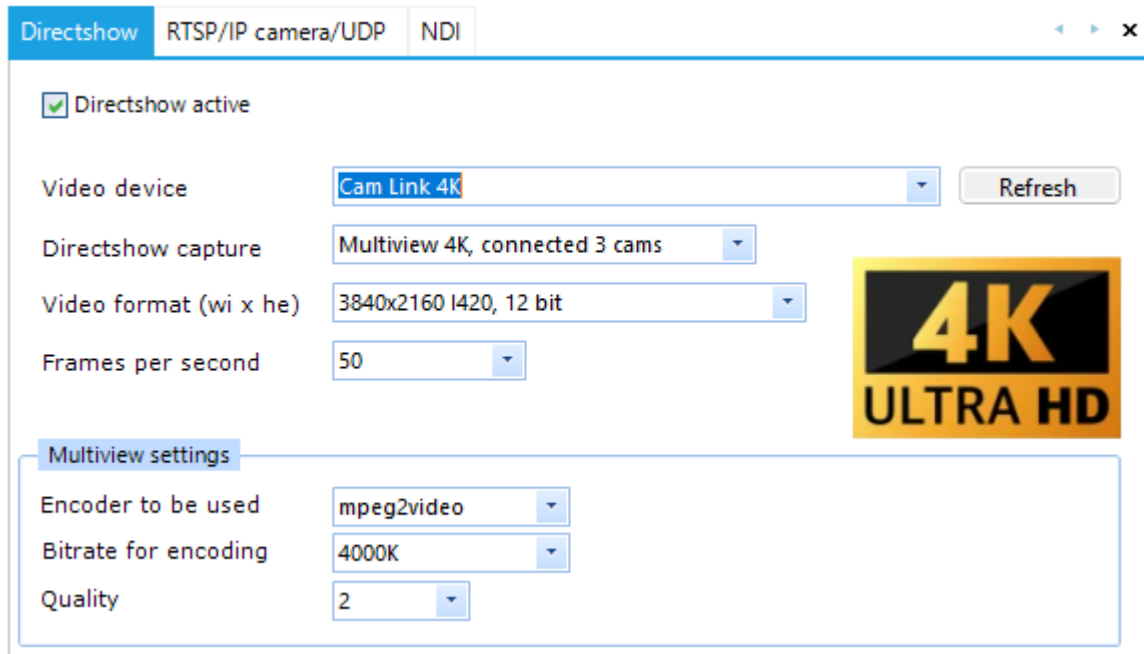 Directshow RTSP/IP camera/UDP NDI
Directshow active
Video device Cam Link 4K Refresh
Directshow capture Multiview 4K, connected 3 cams
Video format (wi x he) 3840x2160 I420, 12 bit
Frames per second 50
4K
ULTRA HD
Multiview settings
Encoder to be used mpeg2video
Bitrate for encoding 4000K
Quality 2